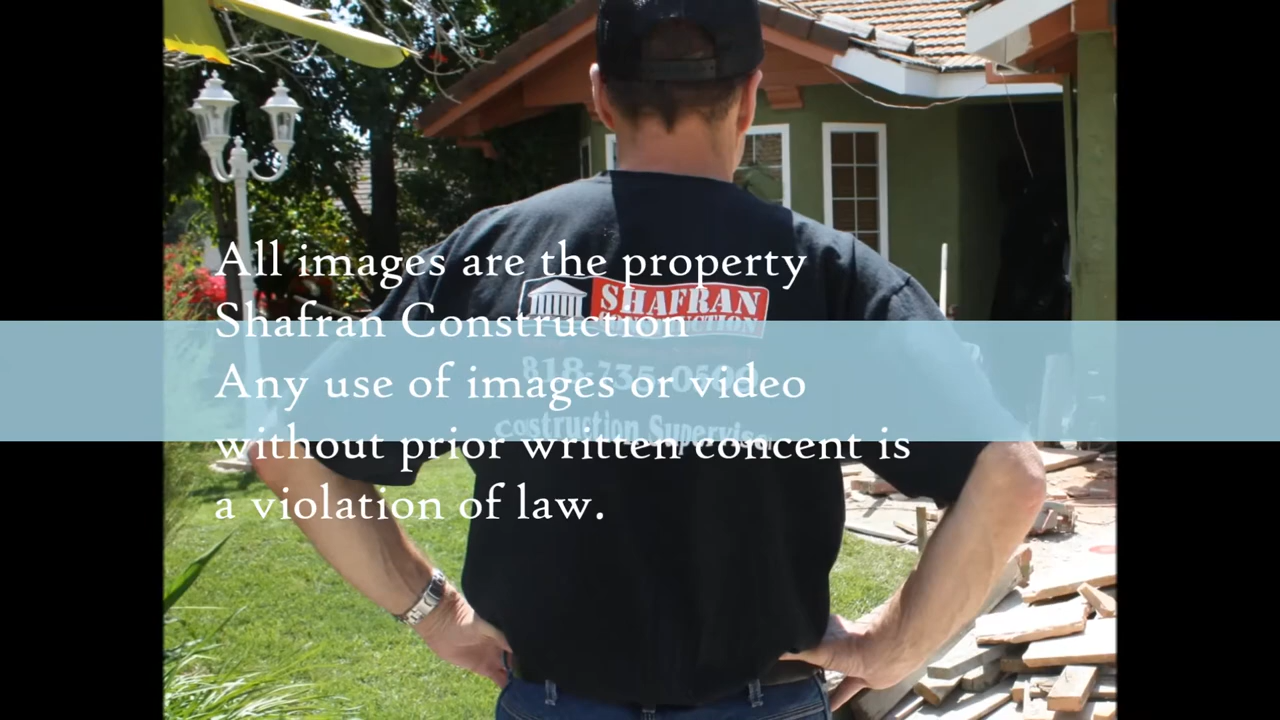 All images are the property
SHAFRAN
Shafran Construction
Any use of images or video
818-735-0500
costruction Supervisor
without prior written concent is
a violation of law.